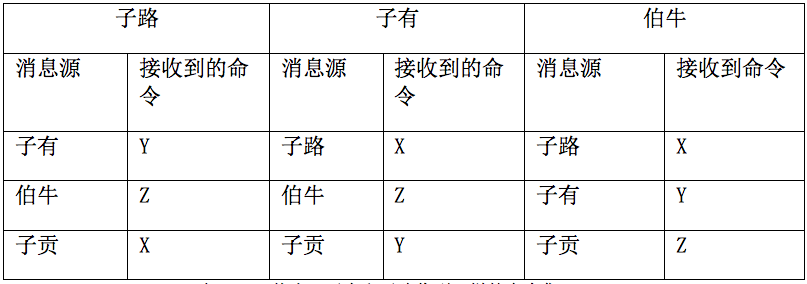 子路 子有 伯牛
消息源 接收到的命令 消息源 接收到的命令 消息源 接收到命令
子有 Y 子路 X 子路 X
伯牛 Z 伯牛 Z 子有 Y
子贡 X 子贡 Y 子贡 Z